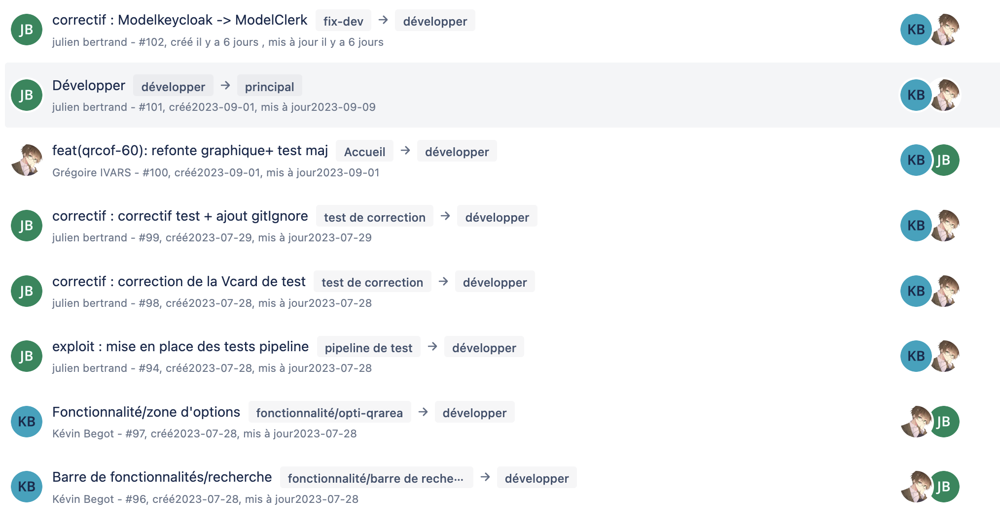 JB correctif : Modelkeycloak -> ModelClerk fix-dev → développer KB
julien bertrand - #102, créé il y a 6 jours , mis à jour il y a 6 jours
JB Développer développer → principal KB
julien bertrand - #101, créé2023-09-01, mis à jour2023-09-09
feat(qrcof-60): refonte graphique+ test maj Accueil → développer KB JB
Grégoire IVARS - #100, créé2023-09-01, mis à jour2023-09-01
JB correctif : correctif test + ajout gitIgnore test de correction → développer KB
julien bertrand - #99, créé2023-07-29, mis à jour2023-07-29
JB correctif : correction de la Vcard de test test de correction → développer KB
julien bertrand - #98, créé2023-07-28, mis à jour2023-07-28
JB exploit : mise en place des tests pipeline pipeline de test → développer KB
julien bertrand - #94, créé2023-07-28, mis à jour2023-07-28
KB Fonctionnalité/zone d'options fonctionnalité/opti-qrarea → développer JB
Kévin Begot - #97, créé2023-07-28, mis à jour2023-07-28
KB Barre de fonctionnalités/recherche fonctionnalité/barre de reche... → développer JB
Kévin Begot - #96, créé2023-07-28, mis à jour2023-07-28